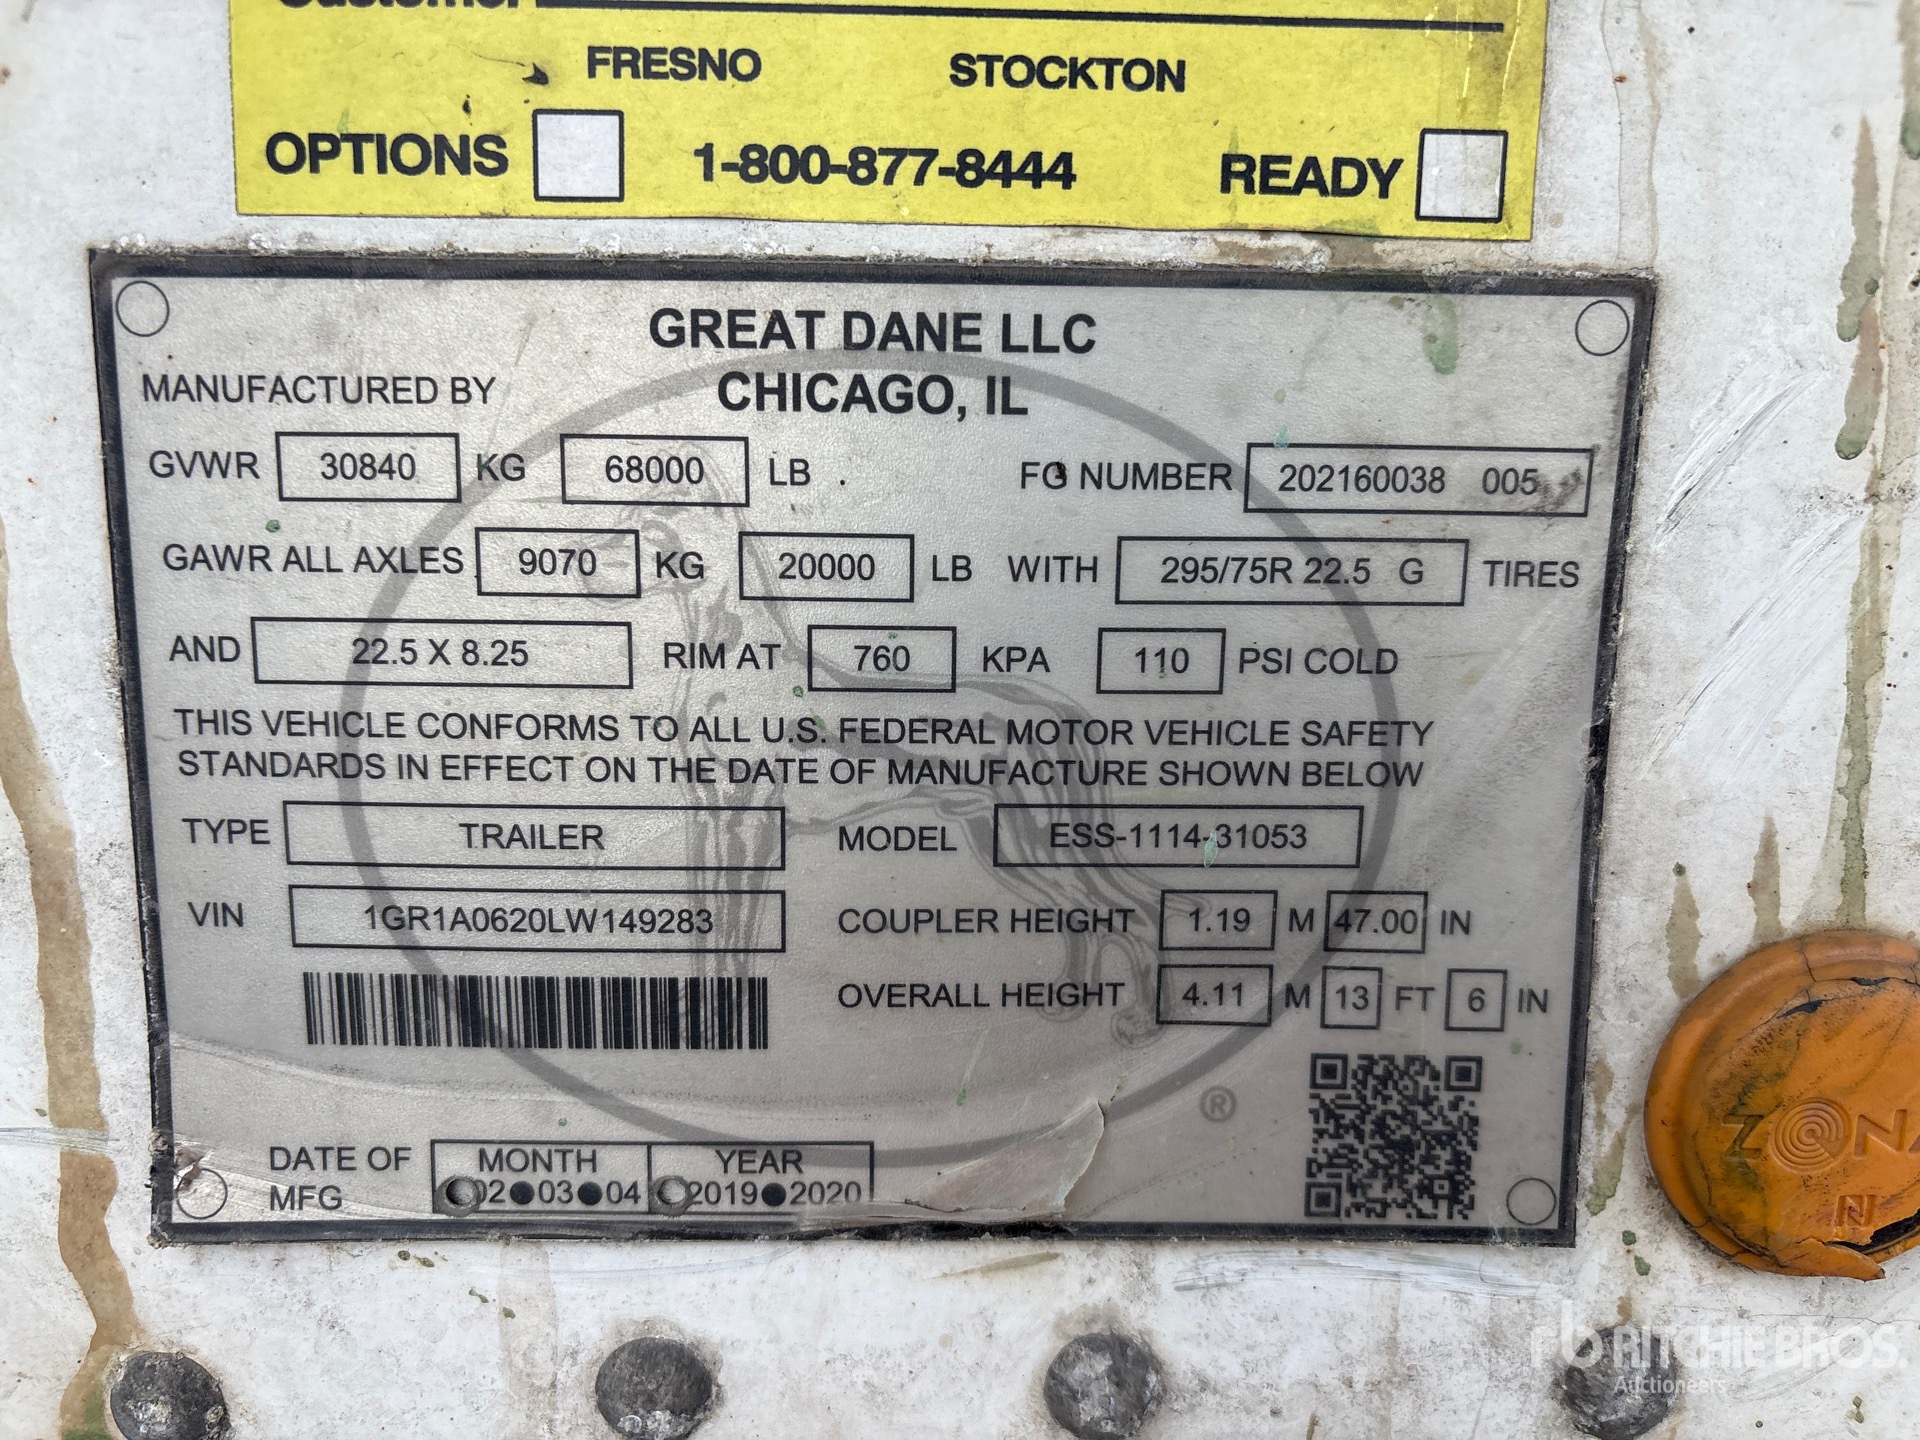 Customer
FRESNO STOCKTON
OPTIONS 1-800-877-8444 READY
GREAT DANE LLC
MANUFACTURED BY CHICAGO, IL
GVWR 30840 KG 68000 LB FG NUMBER 202160038 005
GAWR ALL AXLES 9070 KG 20000 LB WITH 295/75R 22.5 G TIRES
AND 22.5 X 8.25 RIM AT 760 KPA 110 PSI COLD
THIS VEHICLE CONFORMS TO ALL U.S. FEDERAL MOTOR VEHICLE SAFETY
STANDARDS IN EFFECT ON THE DATE OF MANUFACTURE SHOWN BELOW
TYPE TRAILER MODEL ESS-1114-31053
VIN 1GR1A0620LW149283 COUPLER HEIGHT 1.19 M 47.00 IN
OVERALL HEIGHT 4.11 M 13 FT 6 IN
®
DATE OF MFG MONTH YEAR
02●03●04 2019●2020
ZONA
N
rb RITCHIE BROS.
Auctioneers